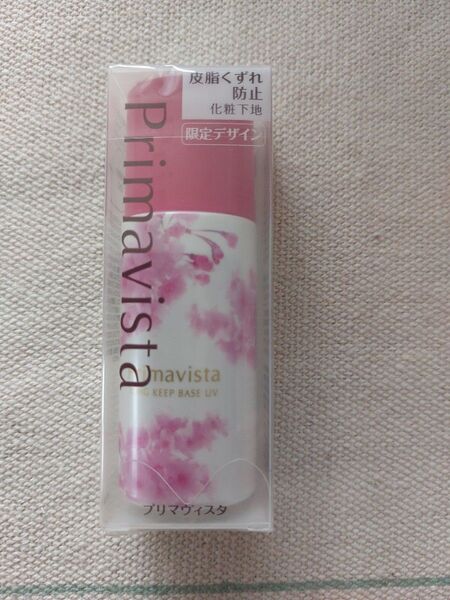 皮脂くずれ
防止
化粧下地
限定デザイン
Primavista
imavista
KEEP BASE UV
プリマヴィスタ